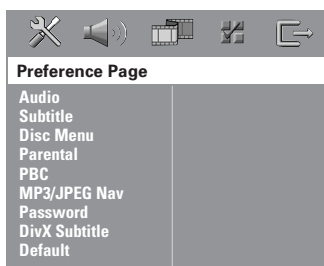 Preference Page
Audio
Subtitle
Disc Menu
Parental
PBC
MP3/JPEG Nav
Password
DivX Subtitle
Default